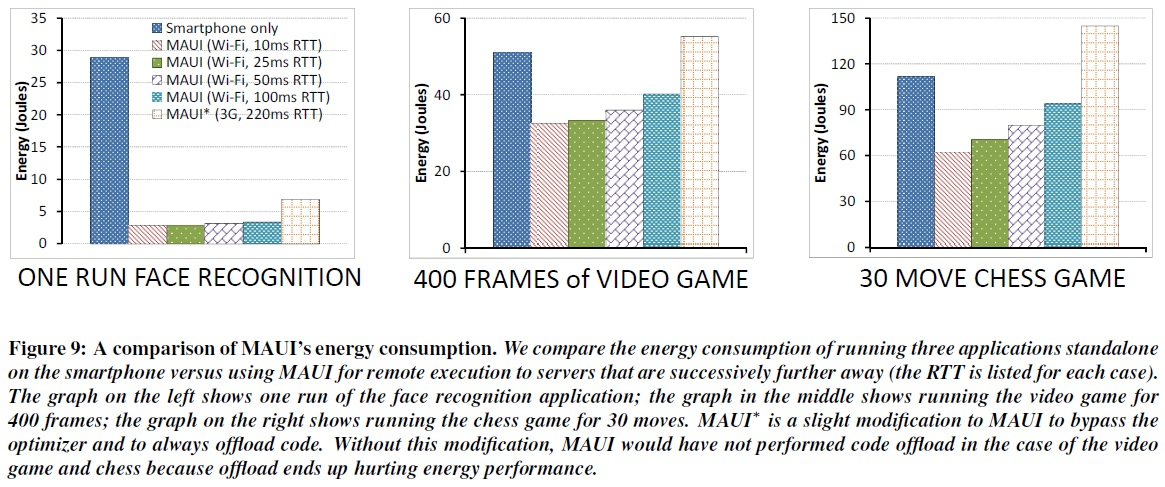 35
30
25
20
15
10
5
0
Energy (Joules)
Smartphone only
MAUI (Wi-Fi, 10ms RTT)
MAUI (Wi-Fi, 25ms RTT)
MAUI (Wi-Fi, 50ms RTT)
MAUI (Wi-Fi, 100ms RTT)
MAUI* (3G, 220ms RTT)
ONE RUN FACE RECOGNITION
60
40
20
0
Energy (Joules)
400 FRAMES of VIDEO GAME
150
120
90
60
30
0
Energy (Joules)
30 MOVE CHESS GAME
Figure 9: A comparison of MAUI's energy consumption. We compare the energy consumption of running three applications standalone
on the smartphone versus using MAUI for remote execution to servers that are successively further away (the RTT is listed for each case).
The graph on the left shows one run of the face recognition application; the graph in the middle shows running the video game for
400 frames; the graph on the right shows running the chess game for 30 moves. MAUI* is a slight modification to MAUI to bypass the
optimizer and to always offload code. Without this modification, MAUI would have not performed code offload in the case of the video
game and chess because offload ends up hurting energy performance.